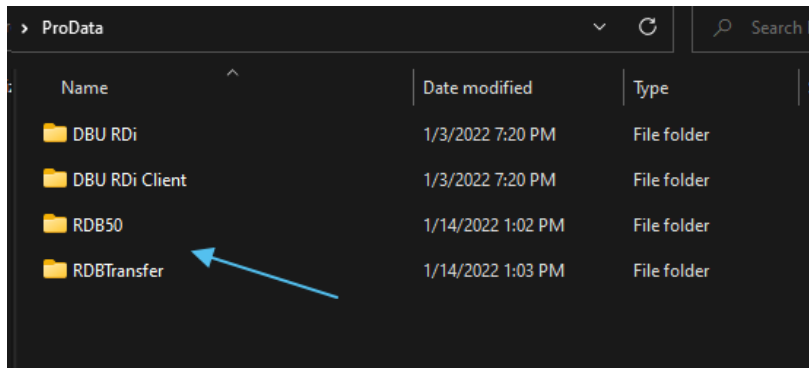 ProData
Search
Name Date modified Type
DBU RDi 1/3/2022 7:20 PM File folder
DBU RDi Client 1/3/2022 7:20 PM File folder
RDB50 1/14/2022 1:02 PM File folder
RDBTransfer 1/14/2022 1:03 PM File folder